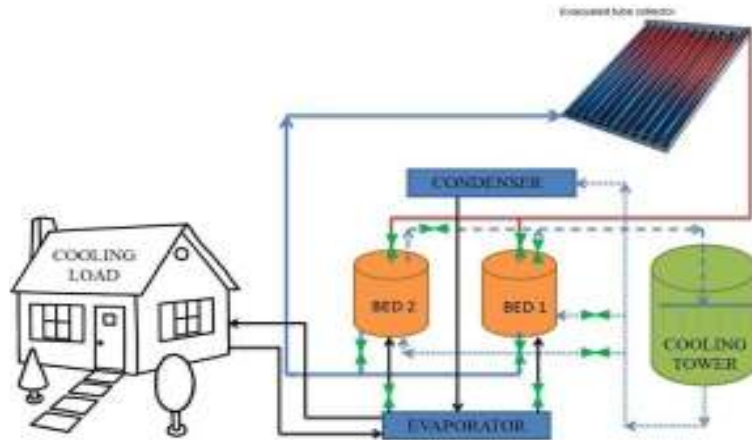 Evacuated tube collector
CONDENSER
COOLING
LOAD
BED 2
BED 1
COOLING
TOWER
EVAPORATOR